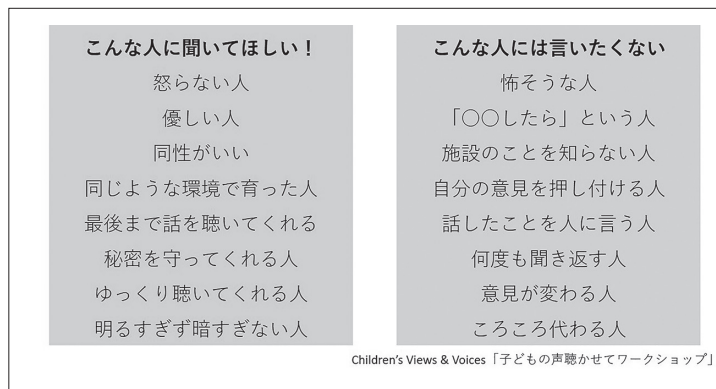 こんな人に聞いてほしい！
怒らない人
優しい人
同性がいい
同じような環境で育った人
最後まで話を聴いてくれる
秘密を守ってくれる人
ゆっくり聴いてくれる人
明るすぎず暗すぎない人
こんな人には言いたくない
怖そうな人
「〇〇したら」という人
施設のことを知らない人
自分の意見を押し付ける人
話したことを人に言う人
何度も聞き返す人
意見が変わる人
ころころ代わる人
Children's Views & Voices「子どもの声聴かせてワークショップ」